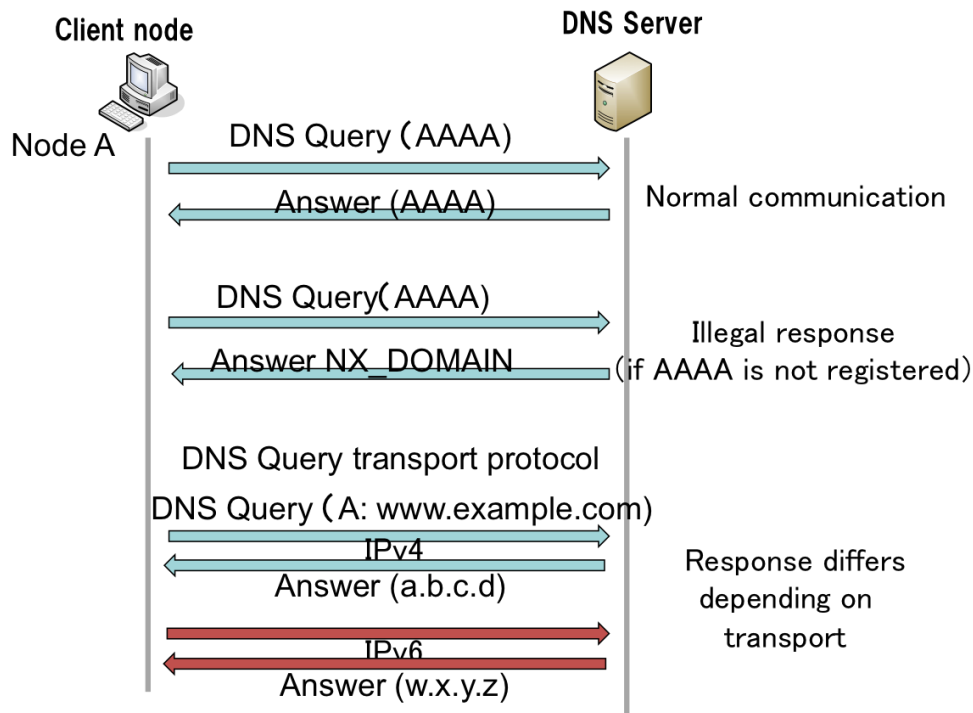 Client node
DNS Server
Node A
DNS Query (AAAA)
Answer (AAAA)
Normal communication
DNS Query(AAAA)
Answer NX_DOMAIN
Illegal response
(if AAAA is not registered)
DNS Query transport protocol
DNS Query (A: www.example.com)
IPv4
Answer (a.b.c.d)
Response differs
depending on
transport
IPv6
Answer (w.x.y.z)